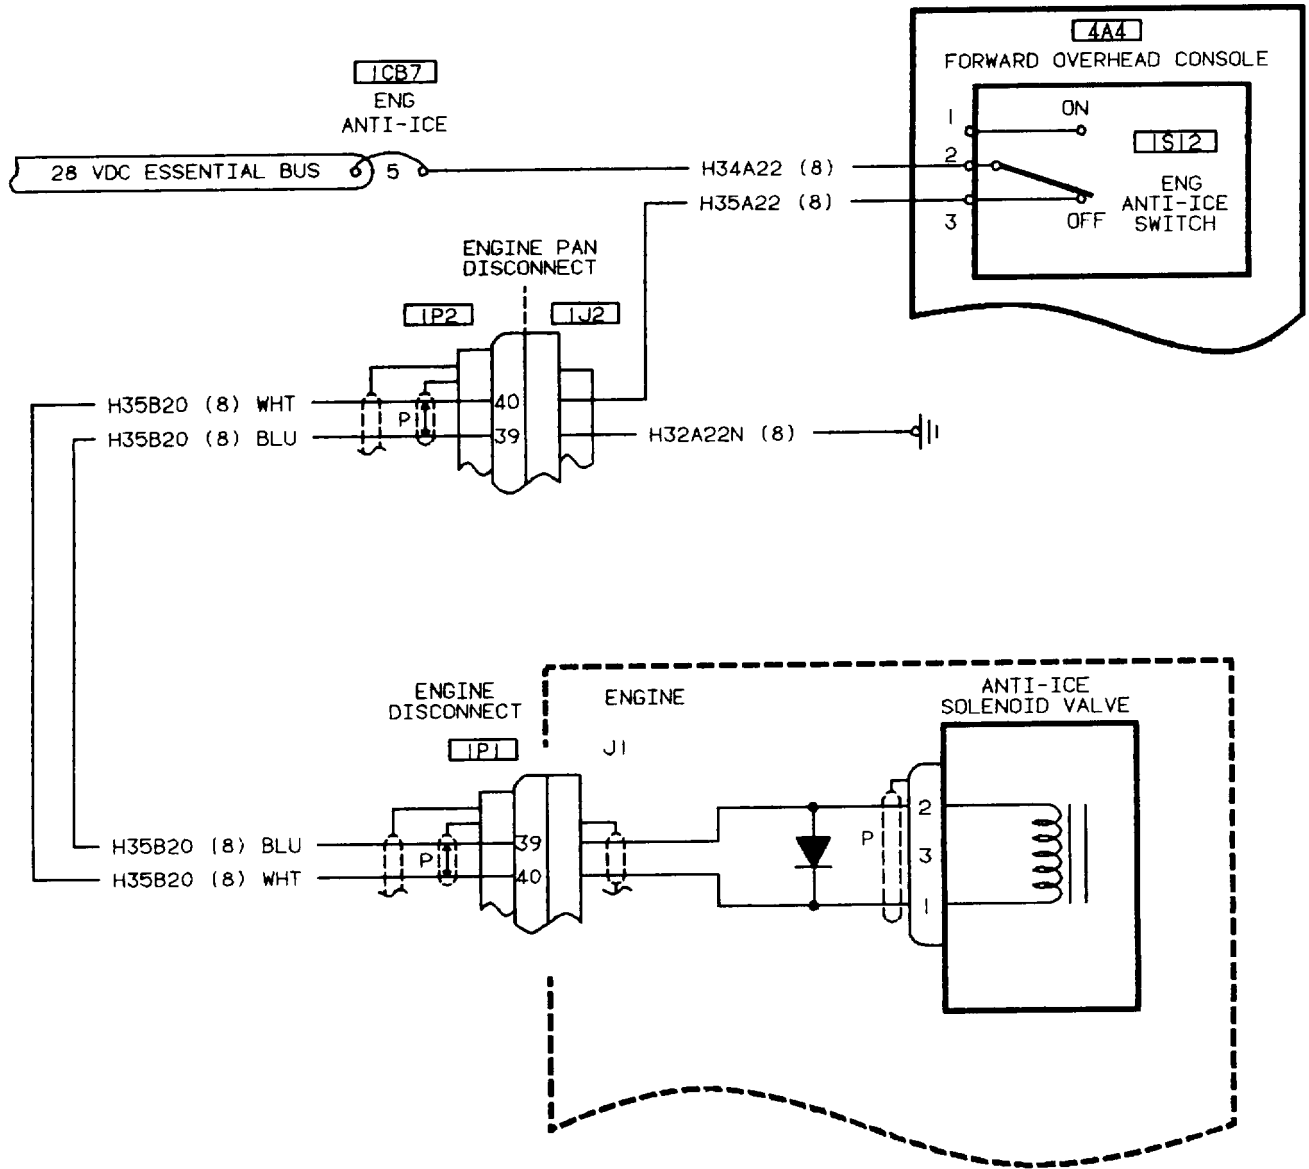 4A4
FORWARD OVERHEAD CONSOLE
1CB7
ENG
ANTI-ICE
28 VDC ESSENTIAL BUS
5
H34A22 (8)
H35A22 (8)
1
2
3
ON
OFF
1S12
ENG
ANTI-ICE
SWITCH
ENGINE PAN
DISCONNECT
1P2
1J2
H35B20 (8) WHT
H35B20 (8) BLU
P
40
39
H32A22N (8)
ENGINE
DISCONNECT
1P1
ENGINE
J1
ANTI-ICE
SOLENOID VALVE
H35B20 (8) BLU
H35B20 (8) WHT
P
39
40
P
2
3
1